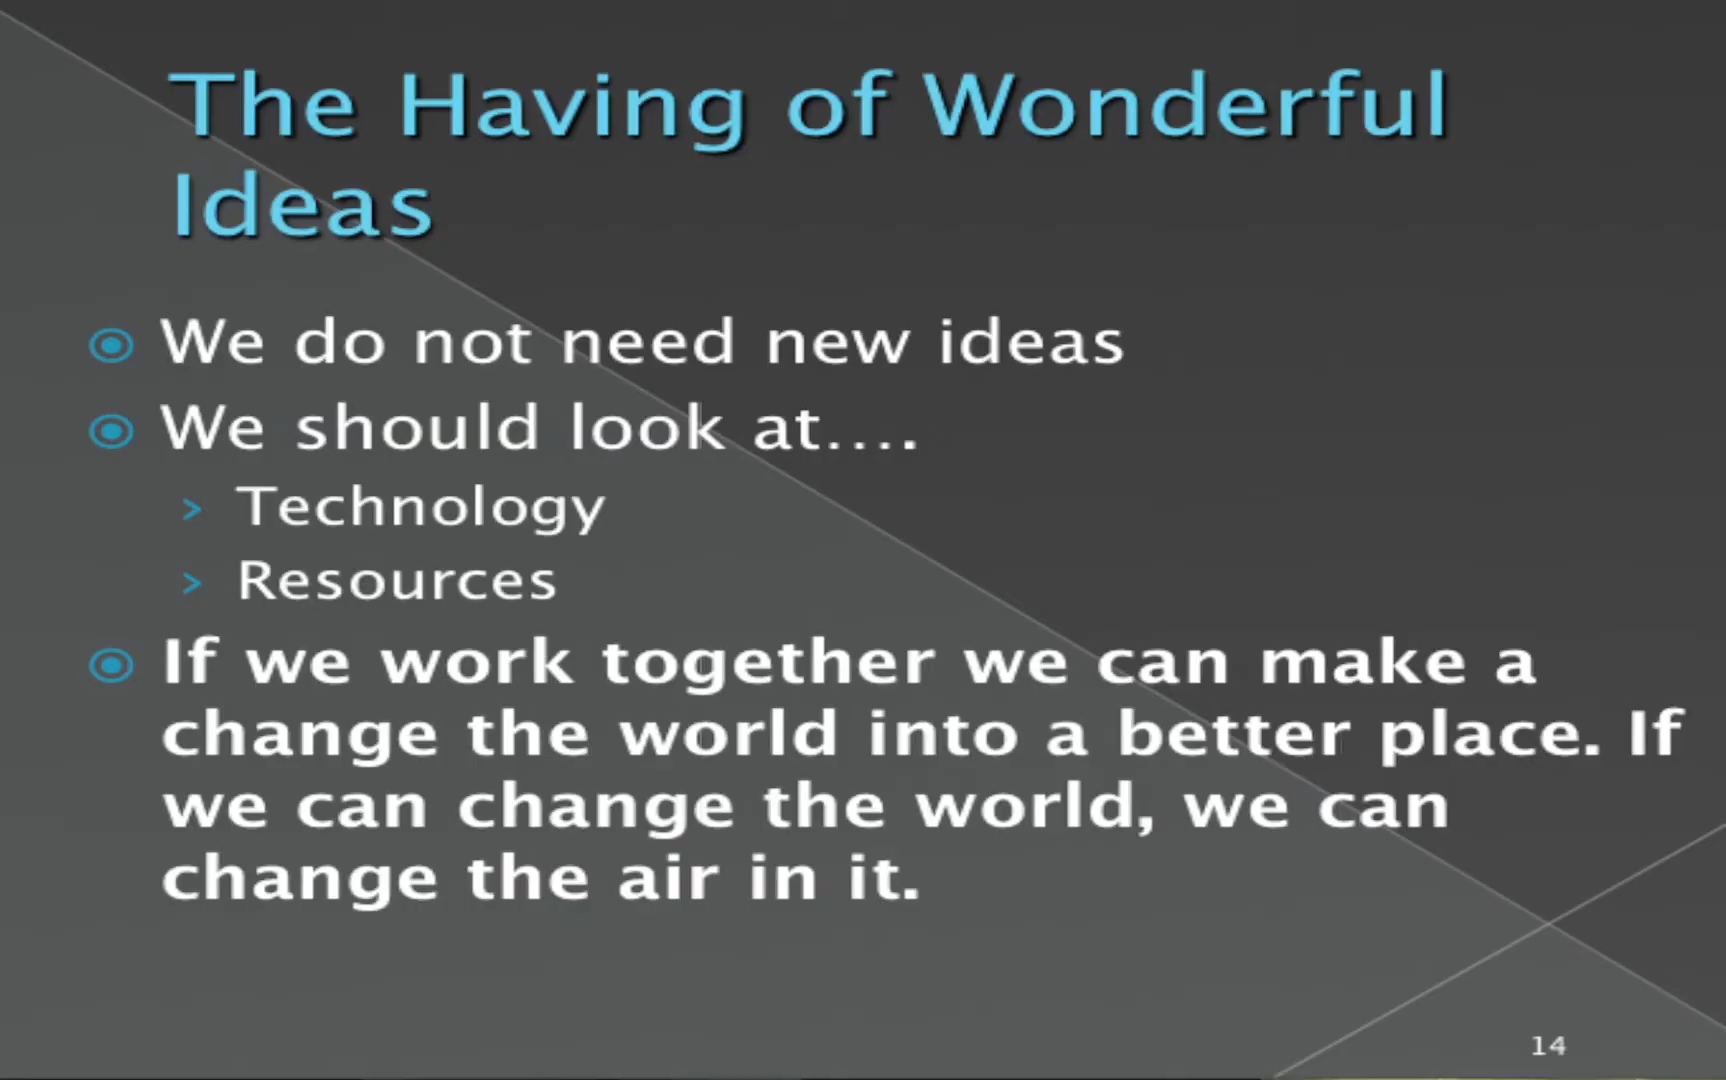 The Having of Wonderful
Ideas
We do not need new ideas
We should look at....
> Technology
> Resources
If we work together we can make a
change the world into a better place. If
we can change the world, we can
change the air in it.
14